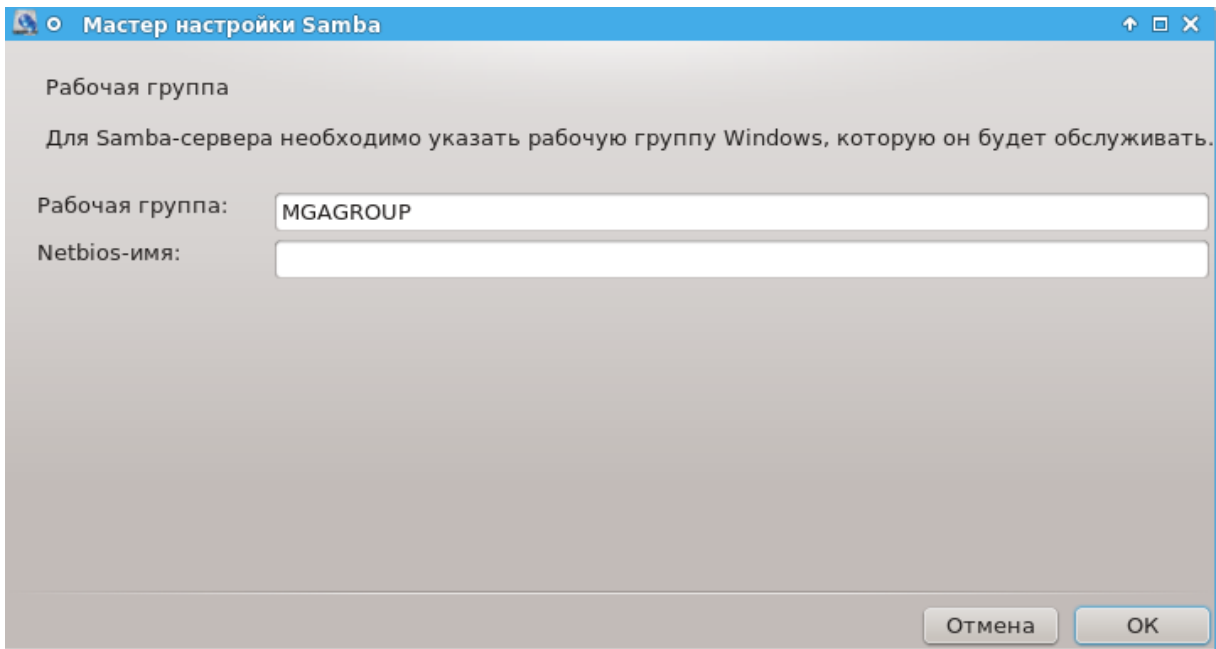 Мастер настройки Samba
Рабочая группа
Для Samba-сервера необходимо указать рабочую группу Windows, которую он будет обслуживать.
Рабочая группа: MGAGROUP
Netbios-имя:
Отмена OK